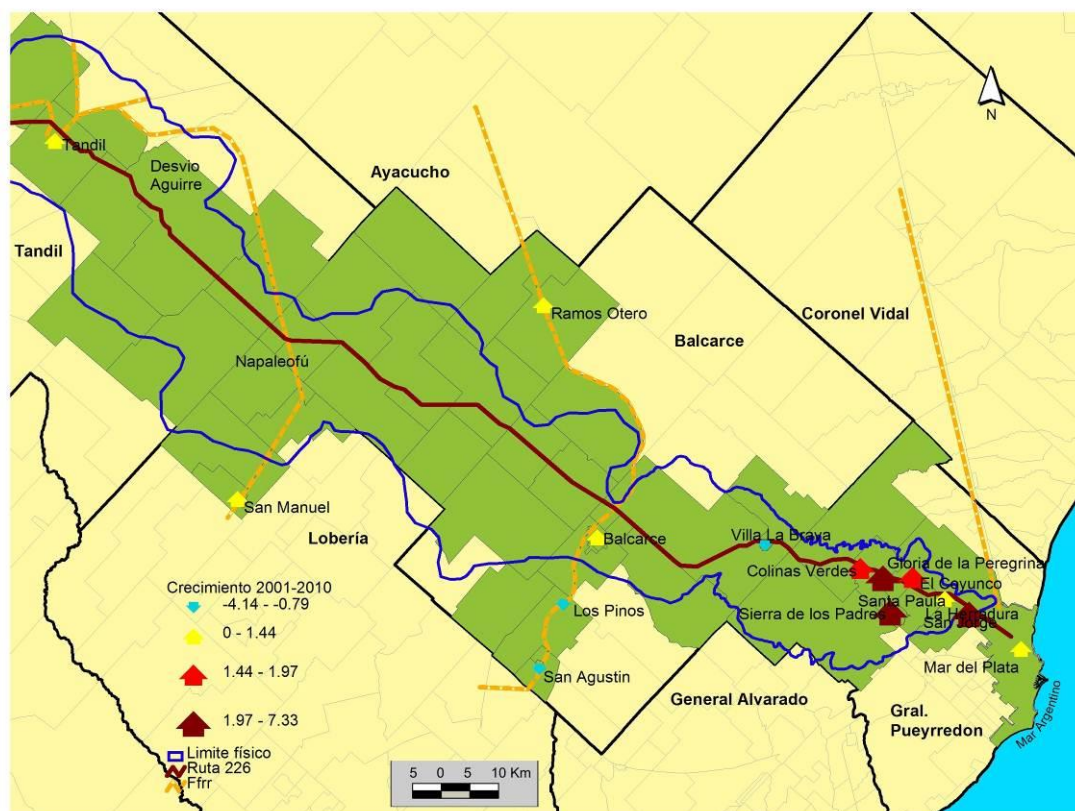 N
Tandil
Desvio
Aguirre
Ayacucho
Tandil
Ramos Otero
Coronel Vidal
Balcarce
Napaleofú
San Manuel
Lobería
Balcarce
Villa La Brava
Gloria de la Peregrina
Colinas Verdes
El Coyunco
Santa Paula
Sierra de los Padres
La Herradura
San Jorge
Los Pinos
San Agustin
Mar del Plata
General Alvarado
Gral.
Pueyrredon
Mar Argentino
Crecimiento 2001-2010
-4.14 - -0.79
0 - 1.44
1.44 - 1.97
1.97 - 7.33
Limite físico
Ruta 226
Ffrr
5 0 5 10 Km